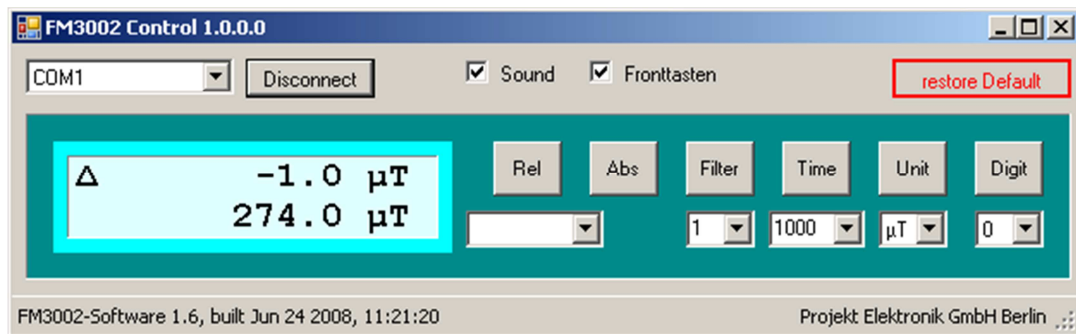 FM3002 Control 1.0.0.0
COM1 Disconnect Sound Fronttasten restore Default
Δ -1.0 µT
274.0 µT
Rel Abs Filter Time Unit Digit
1 1000 µT 0
FM3002-Software 1.6, built Jun 24 2008, 11:21:20 Projekt Elektronik GmbH Berlin